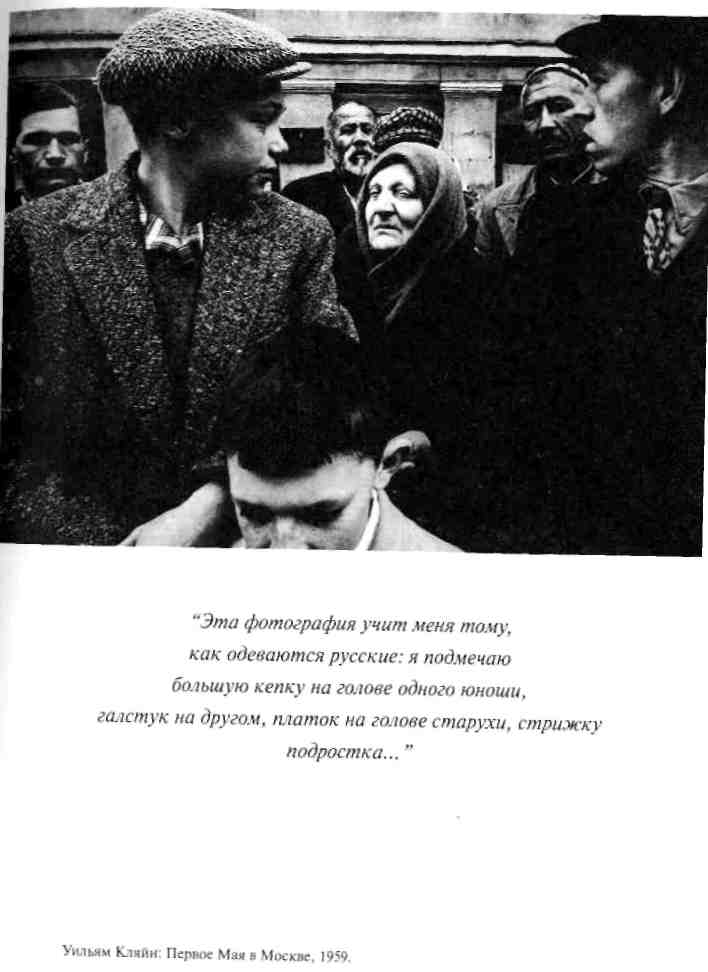 “Эта фотография учит меня тому,
как одеваются русские: я подмечаю
большую кепку на голове одного юноши,
галстук на другом, платок на голове старухи, стрижку
подростка...”
Уильям Кляйн: Первое Мая в Москве, 1959.